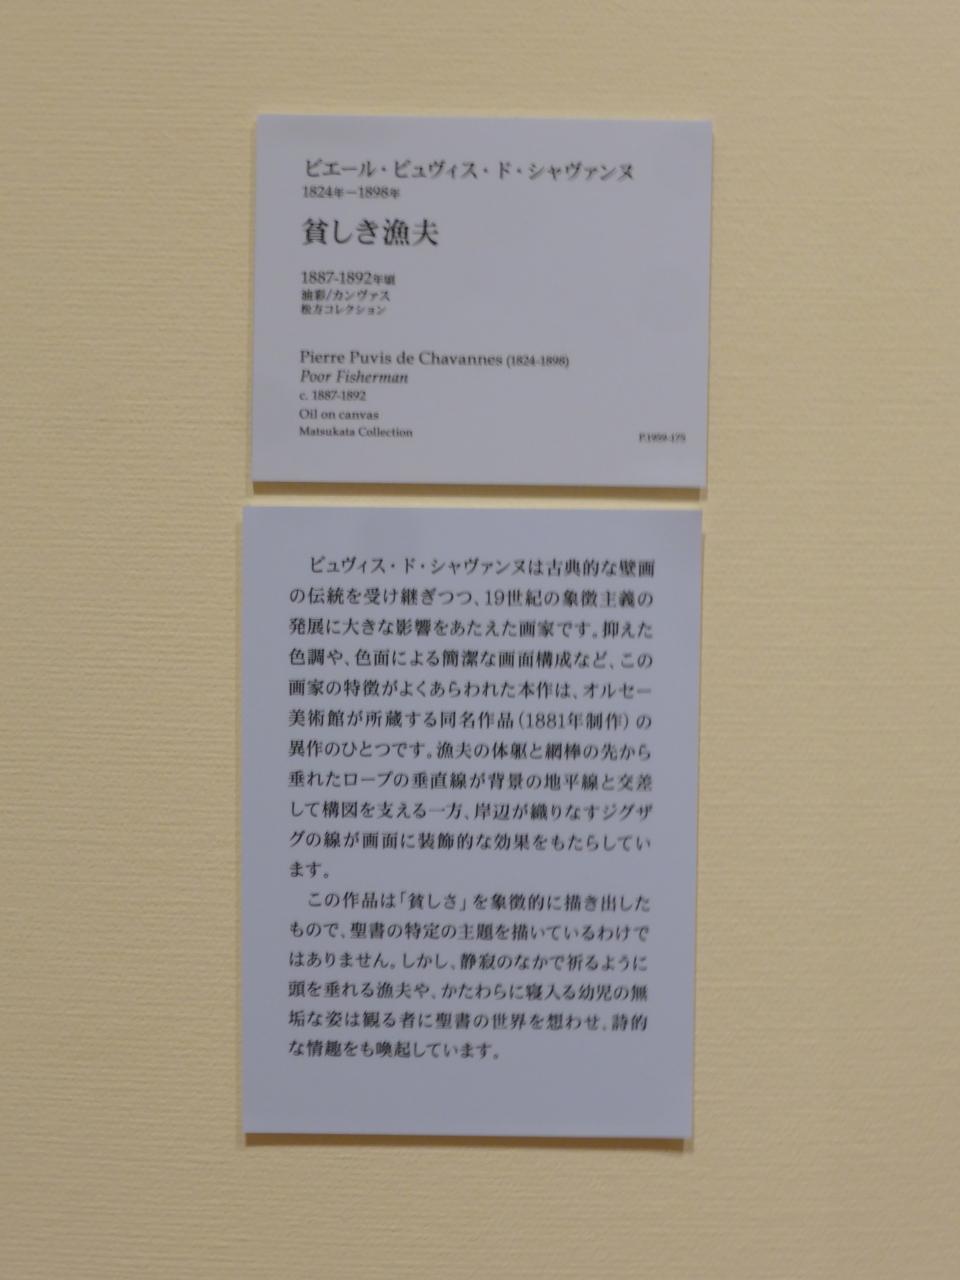 ピエール・ピュヴィス・ド・シャヴァンヌ
1824年－1898年
貧しき漁夫
1887-1892年頃
油彩/カンヴァス
松方コレクション
Pierre Puvis de Chavannes (1824-1898)
Poor Fisherman
c. 1887-1892
Oil on canvas
Matsukata Collection
P.1959-175
ピュヴィス・ド・シャヴァンヌは古典的な壁画
の伝統を受け継ぎつつ、19世紀の象徴主義の
発展に大きな影響をあたえた画家です。抑えた
色調や、色面による簡潔な画面構成など、この
画家の特徴がよくあらわれた本作は、オルセー
美術館が所蔵する同名作品(1881年制作)の
異作のひとつです。漁夫の体躯と網棒の先から
垂れたロープの垂直線が背景の地平線と交差
して構図を支える一方、岸辺が織りなすジグザ
グの線が画面に装飾的な効果をもたらしてい
ます。
この作品は「貧しさ」を象徴的に描き出した
もので、聖書の特定の主題を描いているわけで
はありません。しかし、静寂のなかで祈るように
頭を垂れる漁夫や、かたわらに寝入る幼児の無
垢な姿は観る者に聖書の世界を想わせ、詩的
な情趣をも喚起しています。